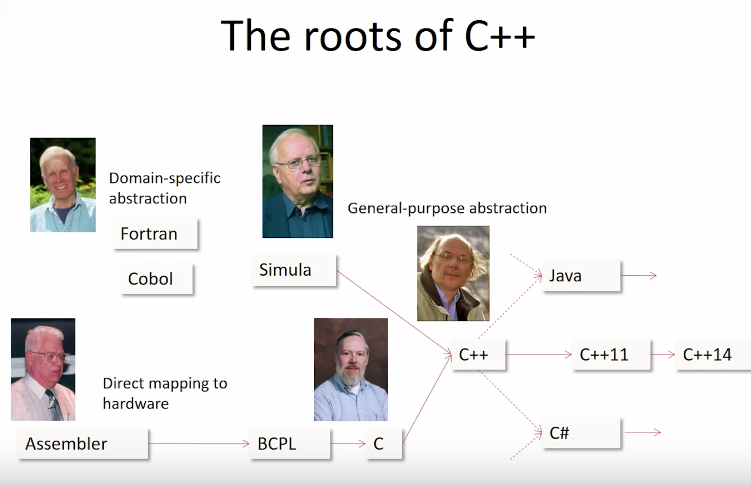 The roots of C++
Domain-specific
abstraction
Fortran
Cobol
General-purpose abstraction
Simula
Java
C++
C++11
C++14
Direct mapping to
hardware
Assembler
BCPL
C
C#